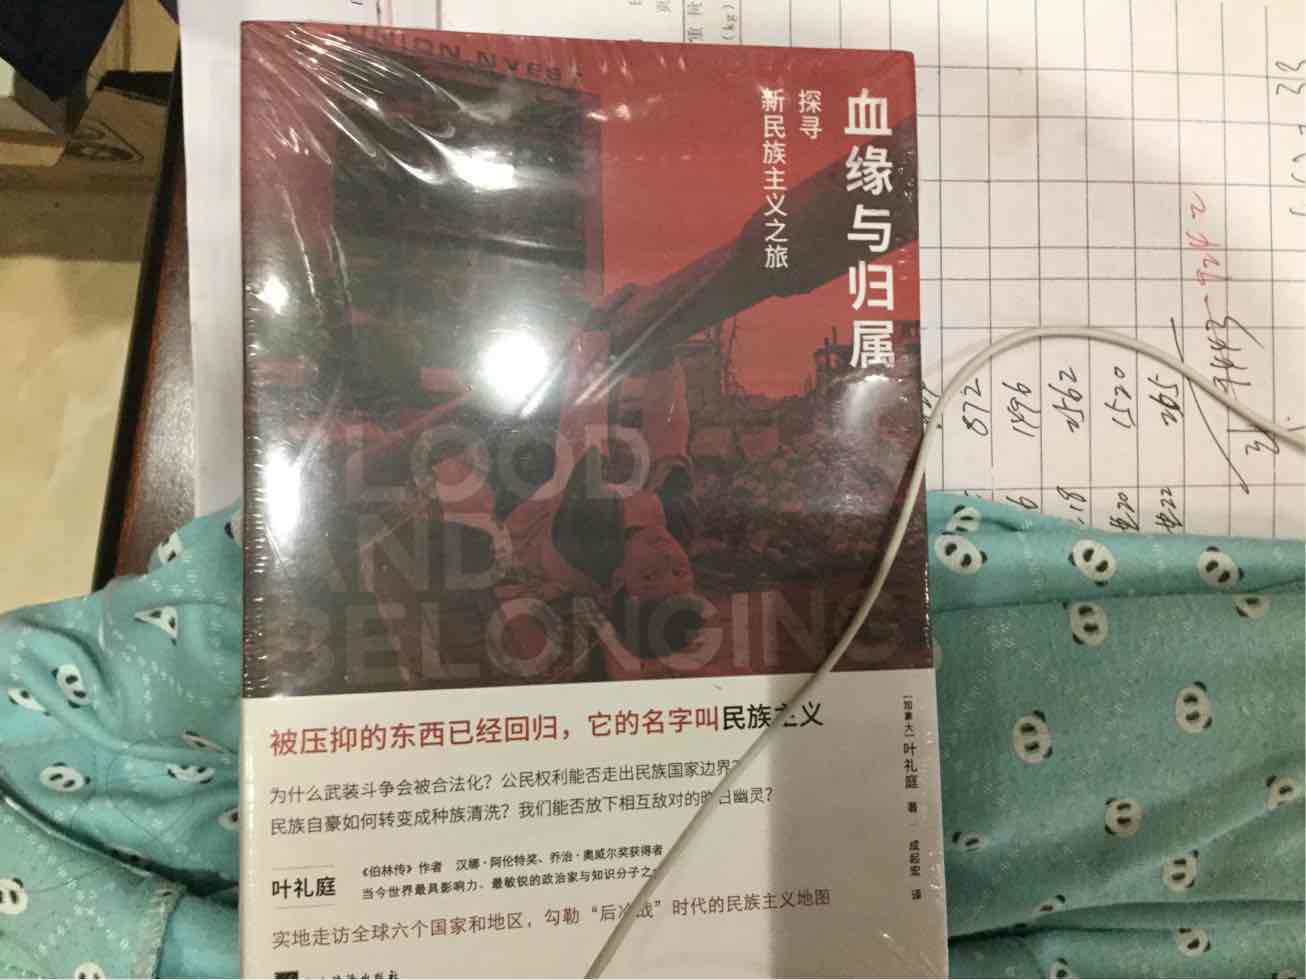 血缘与归属
探寻
新民族主义之旅
BLOOD
AND
BELONGING
被压抑的东西已经回归，它的名字叫民族主义
为什么武装斗争会被合法化？公民权利能否走出民族国家边界？
民族自豪如何转变成种族清洗？我们能否放下相互敌对的昨日幽灵？
叶礼庭
《伯林传》作者 汉娜·阿伦特奖、乔治·奥威尔奖获得者
当今世界最具影响力、最敏锐的政治家与知识分子之一
实地走访全球六个国家和地区，勾勒“后冷战”时代的民族主义地图
[加拿大] 叶礼庭 著
成起宏 译
UNION
(kg)
872
1520
592